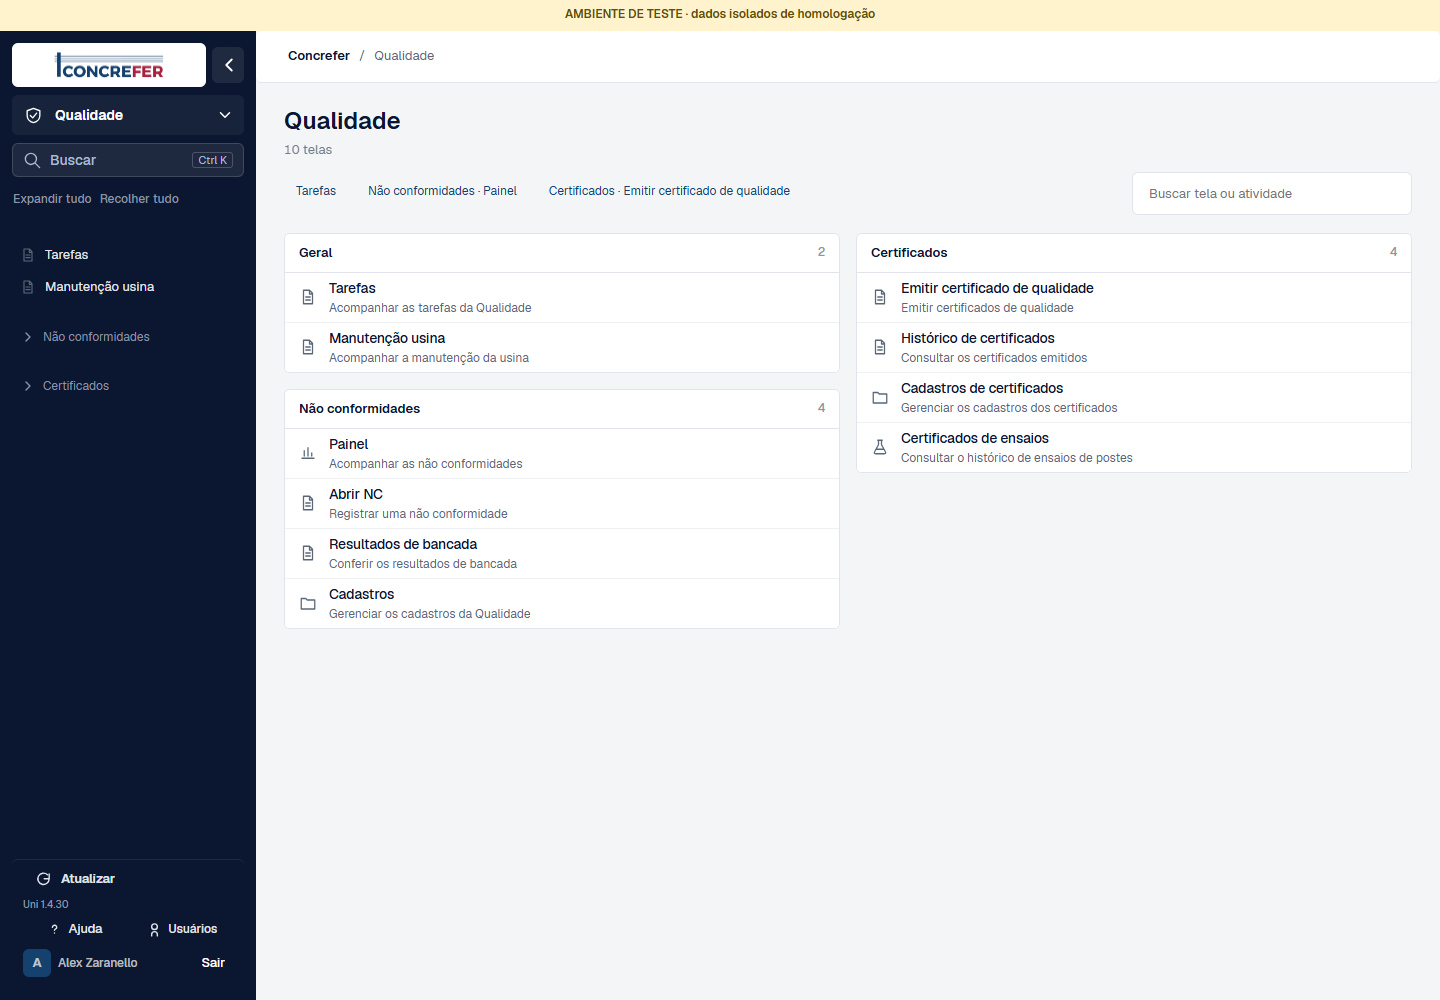 AMBIENTE DE TESTE · dados isolados de homologação
CONCREFER
Qualidade
Buscar Ctrl K
Expandir tudo Recolher tudo
Tarefas
Manutenção usina
Não conformidades
Certificados
Atualizar
Uni 1.4.30
? Ajuda Usuários
A Alex Zaranello Sair
Concrefer / Qualidade
Qualidade
10 telas
Tarefas Não conformidades · Painel Certificados · Emitir certificado de qualidade
Buscar tela ou atividade
Geral 2
Tarefas
Acompanhar as tarefas da Qualidade
Manutenção usina
Acompanhar a manutenção da usina
Não conformidades 4
Painel
Acompanhar as não conformidades
Abrir NC
Registrar uma não conformidade
Resultados de bancada
Conferir os resultados de bancada
Cadastros
Gerenciar os cadastros da Qualidade
Certificados 4
Emitir certificado de qualidade
Emitir certificados de qualidade
Histórico de certificados
Consultar os certificados emitidos
Cadastros de certificados
Gerenciar os cadastros dos certificados
Certificados de ensaios
Consultar o histórico de ensaios de postes